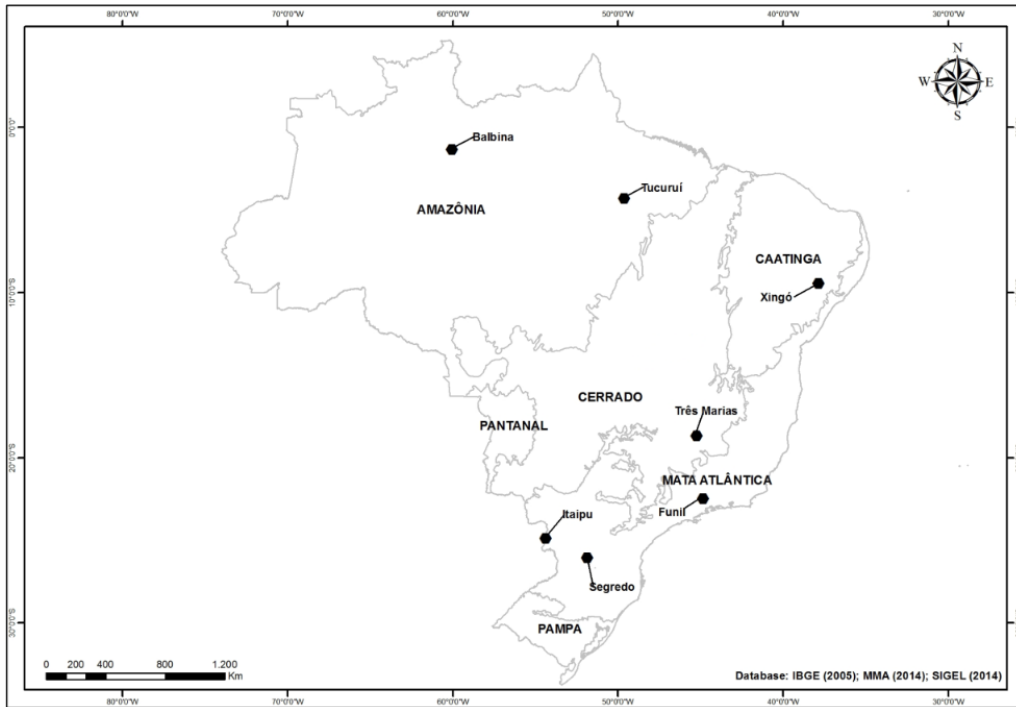 80°0'0"W 70°0'0"W 60°0'0"W 50°0'0"W 40°0'0"W 30°0'0"W
N
W E
S
0°0'0"
10°0'0"S
20°0'0"S
30°0'0"S
Balbina
Tucuruí
AMAZÔNIA
CAATINGA
Xingó
CERRADO
Três Marias
PANTANAL
MATA ATLÂNTICA
Itaipu
Funil
Segredo
PAMPA
0 200 400 800 1.200
Km
Database: IBGE (2005); MMA (2014); SIGEL (2014)
80°0'0"W 70°0'0"W 60°0'0"W 50°0'0"W 40°0'0"W 30°0'0"W